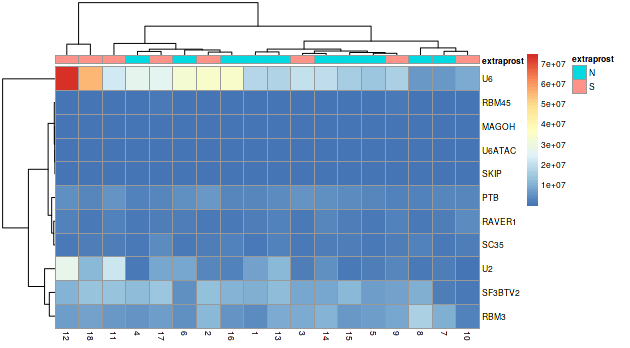 extraprost
U6
RBM45
MAGOH
U6ATAC
SKIP
PTB
RAVER1
SC35
U2
SF3BTV2
RBM3
12 18 11 4 17 6 2 16 1 13 3 14 15 5 9 8 7 10
7e+07
6e+07
5e+07
4e+07
3e+07
2e+07
1e+07
extraprost
N
S